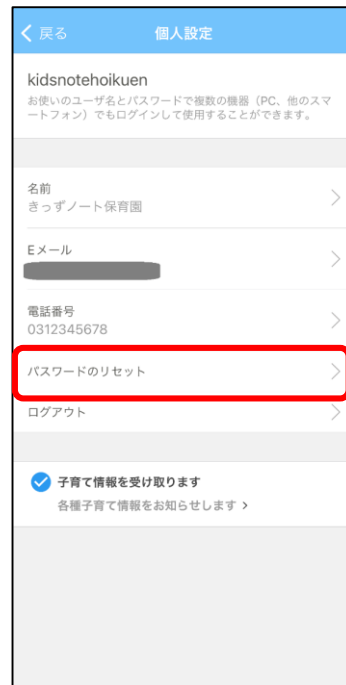 戻る 個人設定
kidsnotehoikuen
お使いのユーザ名とパスワードで複数の機器（PC、他のスマ
ートフォン）でもログインして使用することができます。
名前
きっずノート保育園
Eメール
電話番号
0312345678
パスワードのリセット
ログアウト
子育て情報を受け取ります
各種子育て情報をお知らせします >